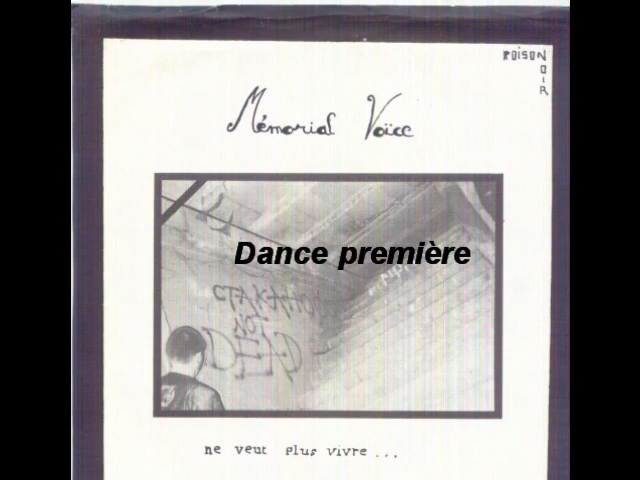 POISON
NOIR
Mémorial Voïce
Dance première
NOT
DEAD
ne veut plus vivre...